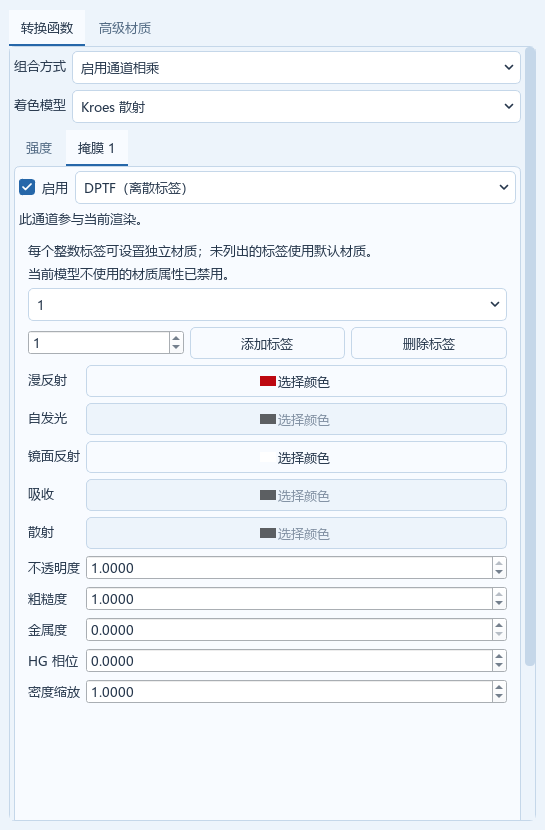 转换函数 高级材质
组合方式 启用通道相乘
着色模型 Kroes 散射
强度 掩膜 1
启用 DPTF（离散标签）
此通道参与当前渲染。
每个整数标签可设置独立材质；未列出的标签使用默认材质。
当前模型不使用的材质属性已禁用。
1
1 添加标签 删除标签
漫反射 选择颜色
自发光 选择颜色
镜面反射 选择颜色
吸收 选择颜色
散射 选择颜色
不透明度 1.0000
粗糙度 1.0000
金属度 0.0000
HG 相位 0.0000
密度缩放 1.0000